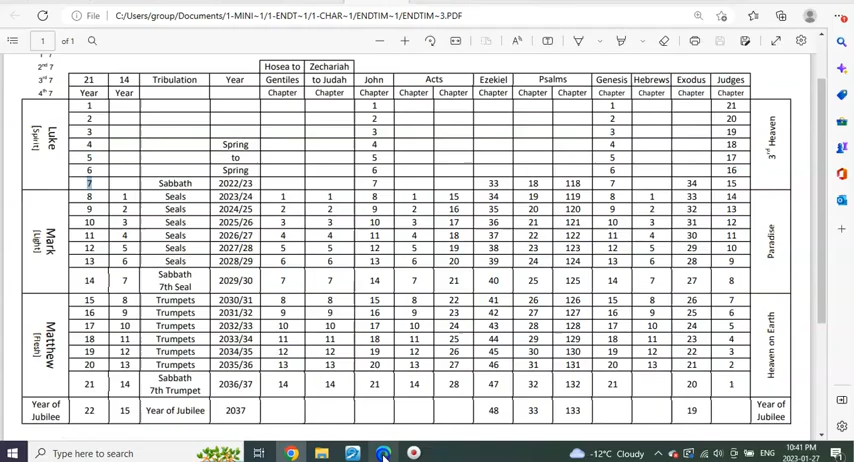 File | C:/Users/group/Documents/1-MINI~1/1-ENDT~1/1-CHAR~1/ENDTIM~1/ENDTIM~3.PDF
1 of 1
2nd 7 Hosea to Zechariah
3rd 7 21 14 Tribulation Year Gentiles to Judah John Acts Ezekiel Psalms Genesis Hebrews Exodus Judges
4th 7 Year Year Chapter Chapter Chapter Chapter Chapter Chapter Chapter Chapter Chapter Chapter Chapter Chapter
Luke
[Spirit]
3rd Heaven
1 1 1 21
2 2 2 20
3 3 3 19
4 Spring 4 4 18
5 to 5 5 17
6 Spring 6 6 16
7 Sabbath 2022/23 7 33 18 118 7 34 15
Mark
[Light]
Paradise
8 1 Seals 2023/24 1 1 8 1 15 34 19 119 8 1 33 14
9 2 Seals 2024/25 2 2 9 2 16 35 20 120 9 2 32 13
10 3 Seals 2025/26 3 3 10 3 17 36 21 121 10 3 31 12
11 4 Seals 2026/27 4 4 11 4 18 37 22 122 11 4 30 11
12 5 Seals 2027/28 5 5 12 5 19 38 23 123 12 5 29 10
13 6 Seals 2028/29 6 6 13 6 20 39 24 124 13 6 28 9
14 7 Sabbath 7th Seal 2029/30 7 7 14 7 21 40 25 125 14 7 27 8
Matthew
[Flesh]
Heaven on Earth
15 8 Trumpets 2030/31 8 8 15 8 22 41 26 126 15 8 26 7
16 9 Trumpets 2031/32 9 9 16 9 23 42 27 127 16 9 25 6
17 10 Trumpets 2032/33 10 10 17 10 24 43 28 128 17 10 24 5
18 11 Trumpets 2033/34 11 11 18 11 25 44 29 129 18 11 23 4
19 12 Trumpets 2034/35 12 12 19 12 26 45 30 130 19 12 22 3
20 13 Trumpets 2035/36 13 13 20 13 27 46 31 131 20 13 21 2
21 14 Sabbath 7th Trumpet 2036/37 14 14 21 14 28 47 32 132 21 20 1
Year of Jubilee 22 15 Year of Jubilee 2037 48 33 133 19 Year of Jubilee
Type here to search
-12°C Cloudy
ENG
10:41 PM
2023-01-27